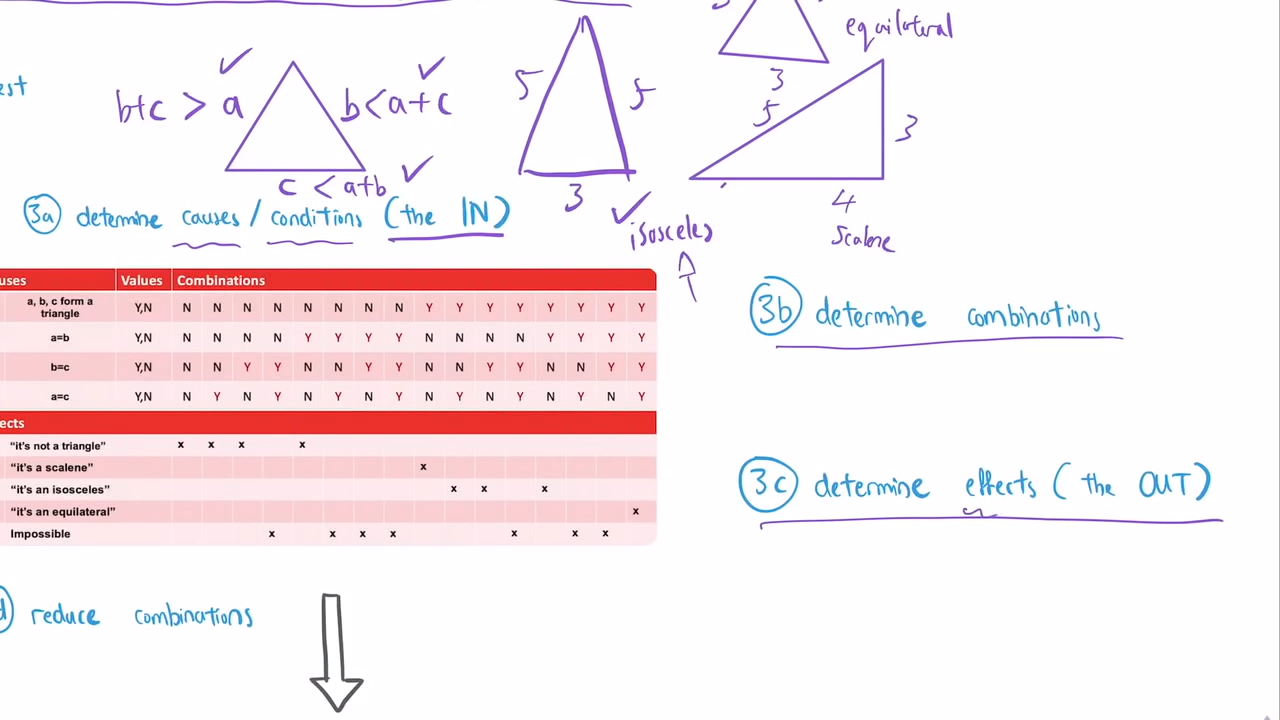 est
b+c > a
b<a+c
c < a+b
5
5
3
isosceles
3
equilateral
5
3
4
Scalene
3a determine causes / conditions (the IN)
uses Values Combinations
a, b, c form a triangle Y,N N N N N N N N N Y Y Y Y Y Y Y Y
a=b Y,N N N N N Y Y Y Y N N N N Y Y Y Y
b=c Y,N N N Y Y N N Y Y N N Y Y N N Y Y
a=c Y,N N Y N Y N Y N Y N Y N Y N Y N Y
ects
"it's not a triangle" x x x x
"it's a scalene" x
"it's an isosceles" x x x
"it's an equilateral" x
Impossible x x x x x x x
3b determine combinations
3c determine effects (the OUT)
d reduce combinations